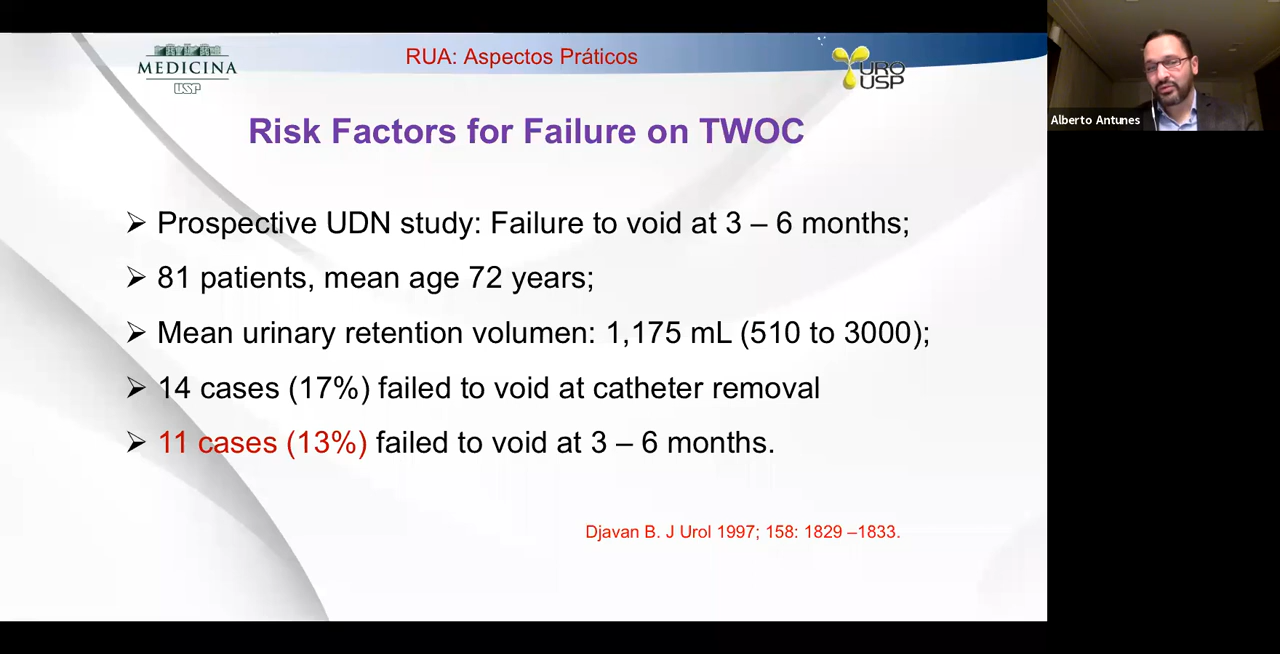 MEDICINA
USP
RUA: Aspectos Práticos
URO
USP
Alberto Antunes
Risk Factors for Failure on TWOC
Prospective UDN study: Failure to void at 3 – 6 months;
81 patients, mean age 72 years;
Mean urinary retention volumen: 1,175 mL (510 to 3000);
14 cases (17%) failed to void at catheter removal
11 cases (13%) failed to void at 3 – 6 months.
Djavan B. J Urol 1997; 158: 1829 –1833.